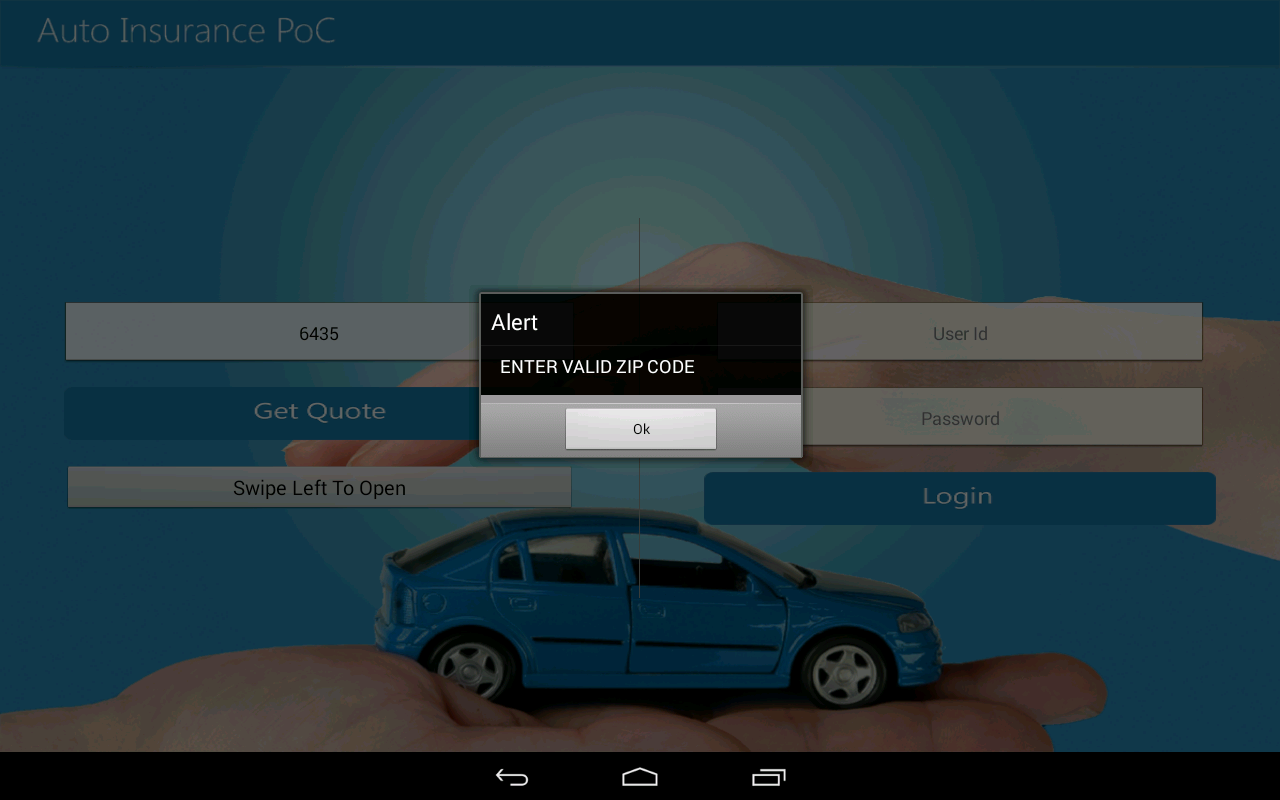 Auto Insurance PoC
6435
Get Quote
Swipe Left To Open
Alert
ENTER VALID ZIP CODE
Ok
User Id
Password
Login